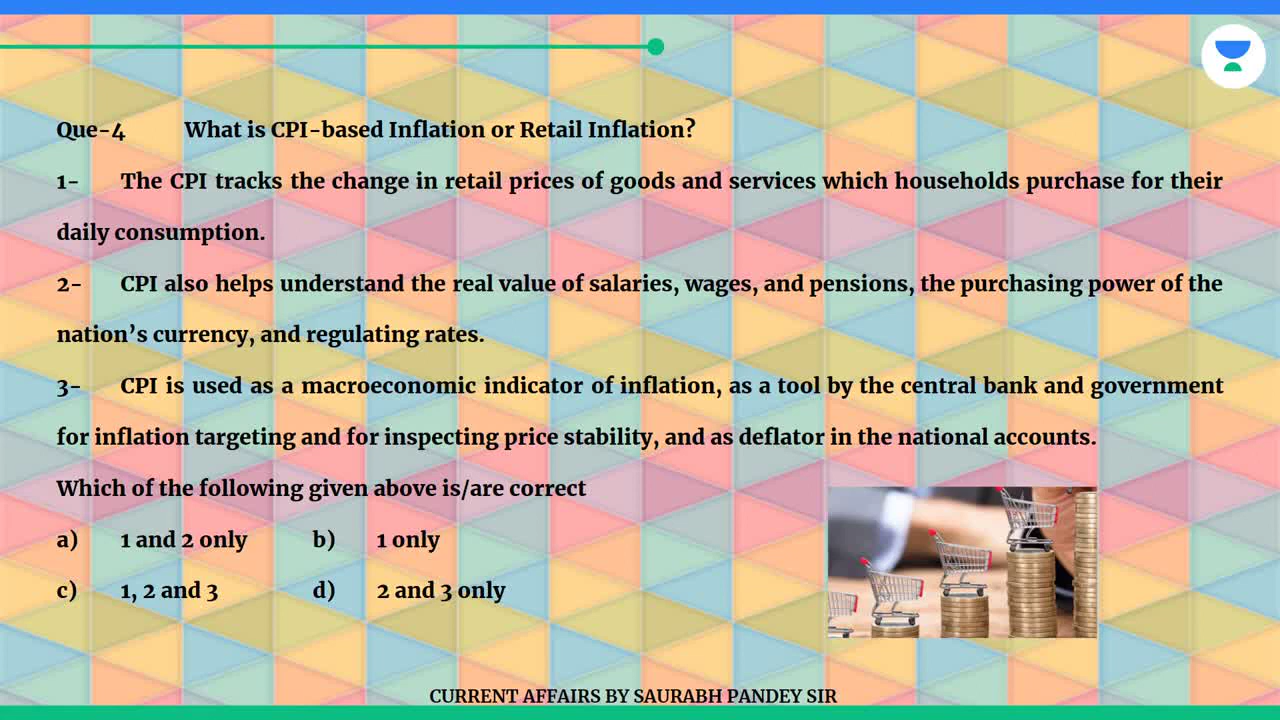 Que-4 What is CPI-based Inflation or Retail Inflation?
1- The CPI tracks the change in retail prices of goods and services which households purchase for their
daily consumption.
2- CPI also helps understand the real value of salaries, wages, and pensions, the purchasing power of the
nation’s currency, and regulating rates.
3- CPI is used as a macroeconomic indicator of inflation, as a tool by the central bank and government
for inflation targeting and for inspecting price stability, and as deflator in the national accounts.
Which of the following given above is/are correct
a) 1 and 2 only b) 1 only
c) 1, 2 and 3 d) 2 and 3 only
CURRENT AFFAIRS BY SAURABH PANDEY SIR